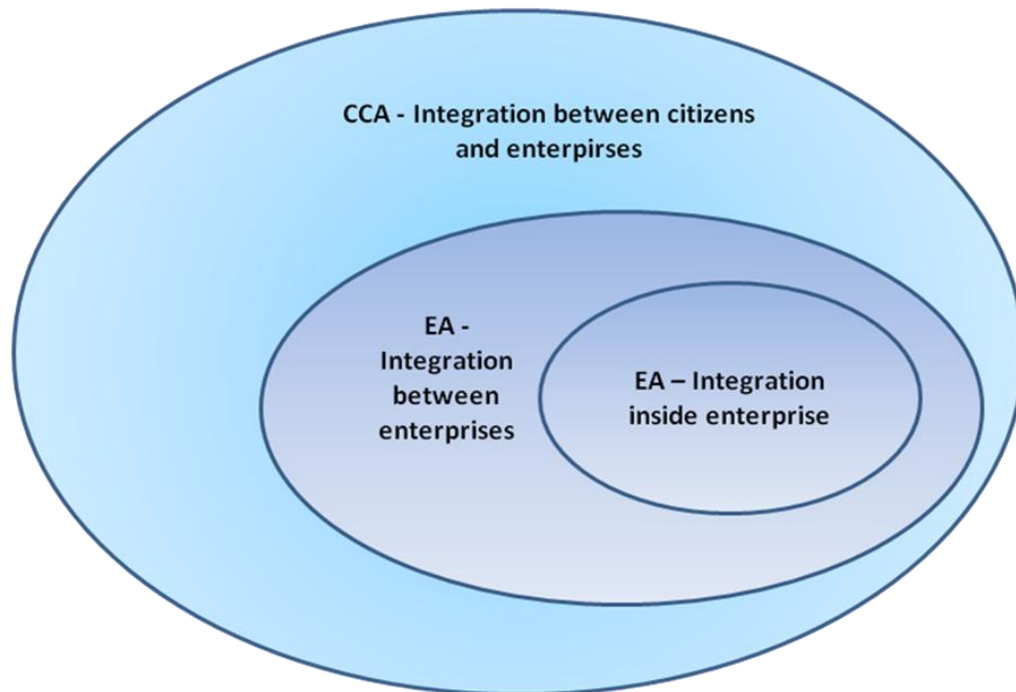 CCA - Integration between citizens
and enterpirses
EA -
Integration
between
enterprises
EA – Integration
inside enterprise